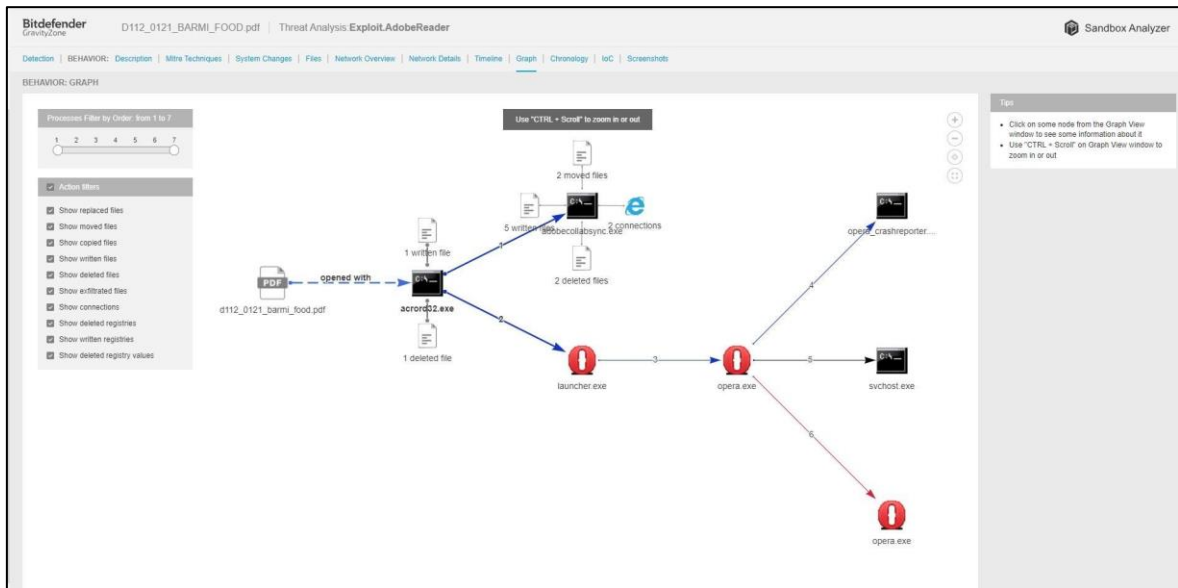 Bitdefender
GravityZone
D112_0121_BARMI_FOOD.pdf | Threat Analysis:Exploit.AdobeReader
Sandbox Analyzer
Detection | BEHAVIOR: Description | Mitre Techniques | System Changes | Files | Network Overview | Network Details | Timeline | Graph | Chronology | IoC | Screenshots
BEHAVIOR: GRAPH
Processes Filter by Order: from 1 to 7
1 2 3 4 5 6 7
Action filters
Show replaced files
Show moved files
Show copied files
Show written files
Show deleted files
Show exfiltrated files
Show connections
Show deleted registries
Show written registries
Show deleted registry values
Use "CTRL + Scroll" to zoom in or out
2 moved files
5 written files
adobecollabsync.exe
2 connections
2 deleted files
1 written file
1
PDF
opened with
C:\_
d112_0121_barmi_food.pdf
acrord32.exe
1 deleted file
2
launcher.exe
3
opera.exe
4
opera_crashreporter....
5
svchost.exe
6
opera.exe
Tips
Click on some node from the Graph View
window to see some information about it
Use "CTRL + Scroll" on Graph View window to
zoom in or out